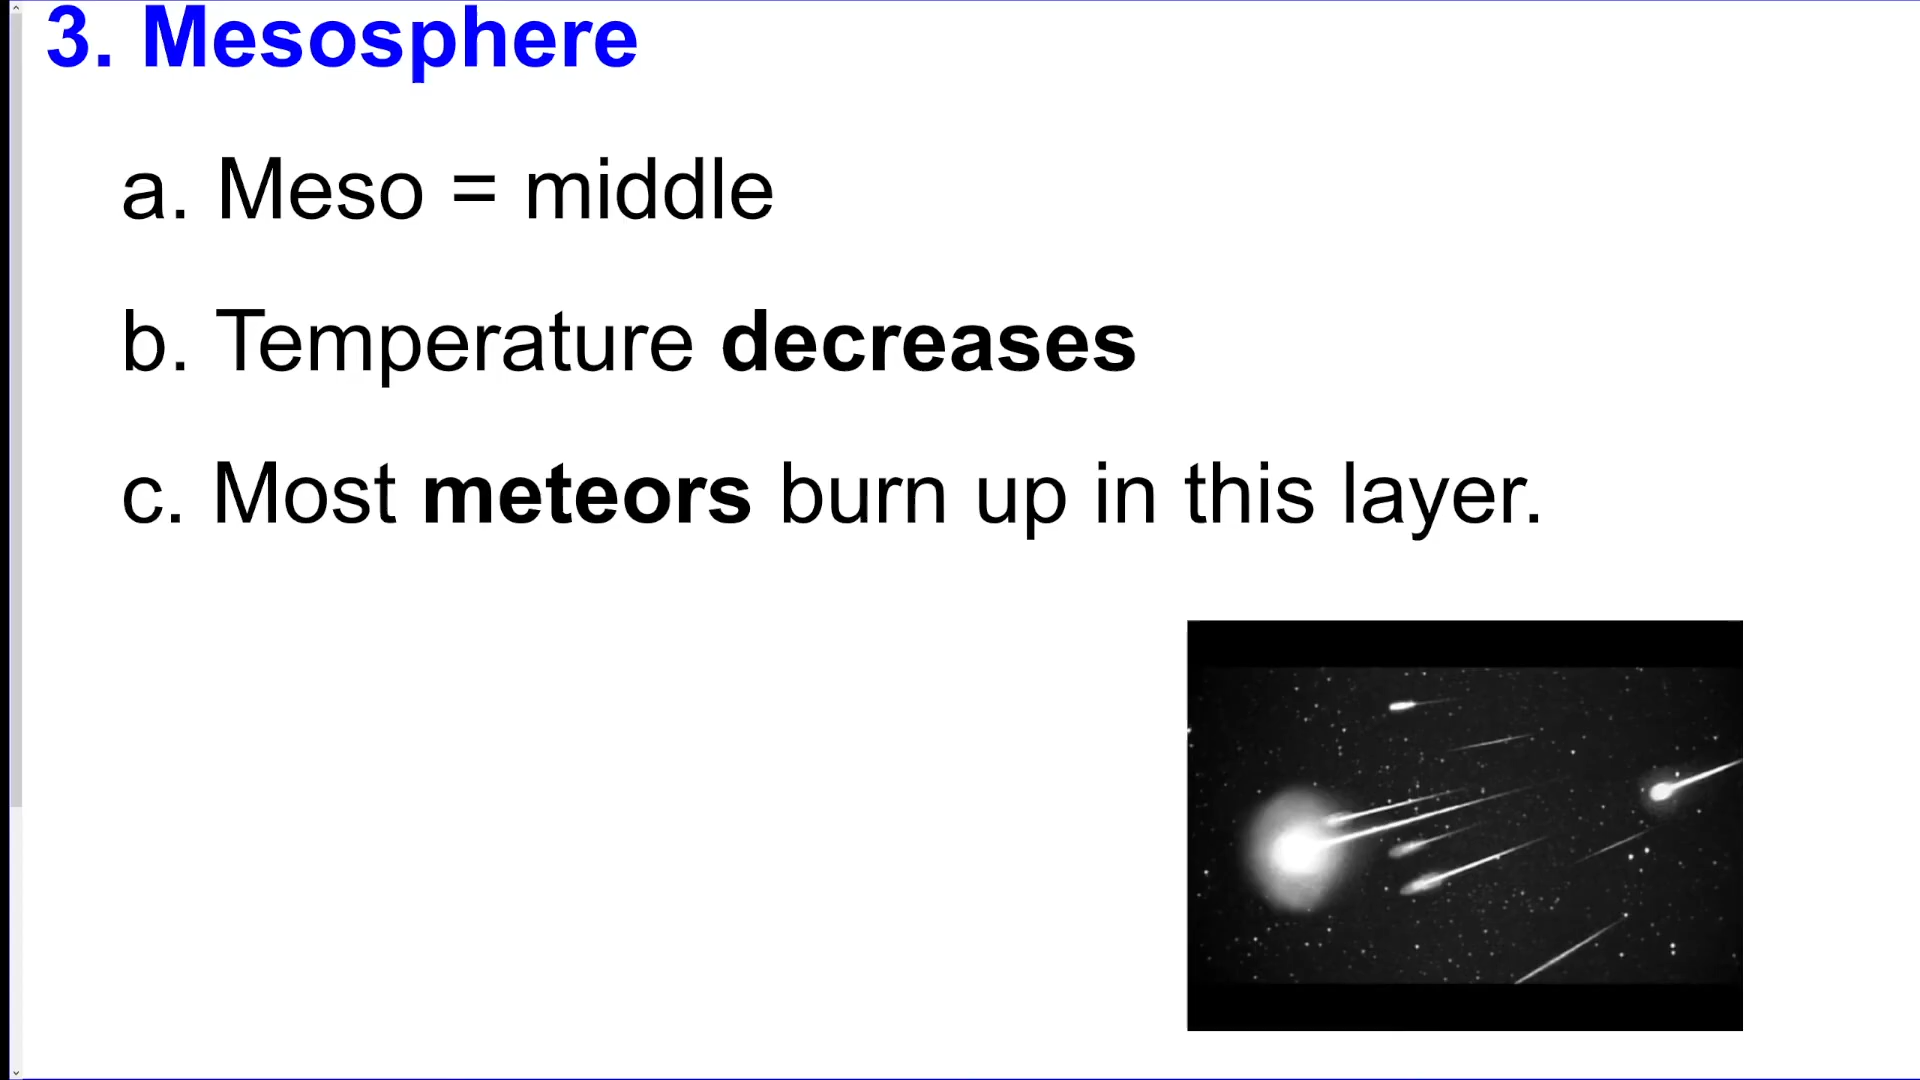 3. Mesosphere
a. Meso = middle
b. Temperature decreases
c. Most meteors burn up in this layer.